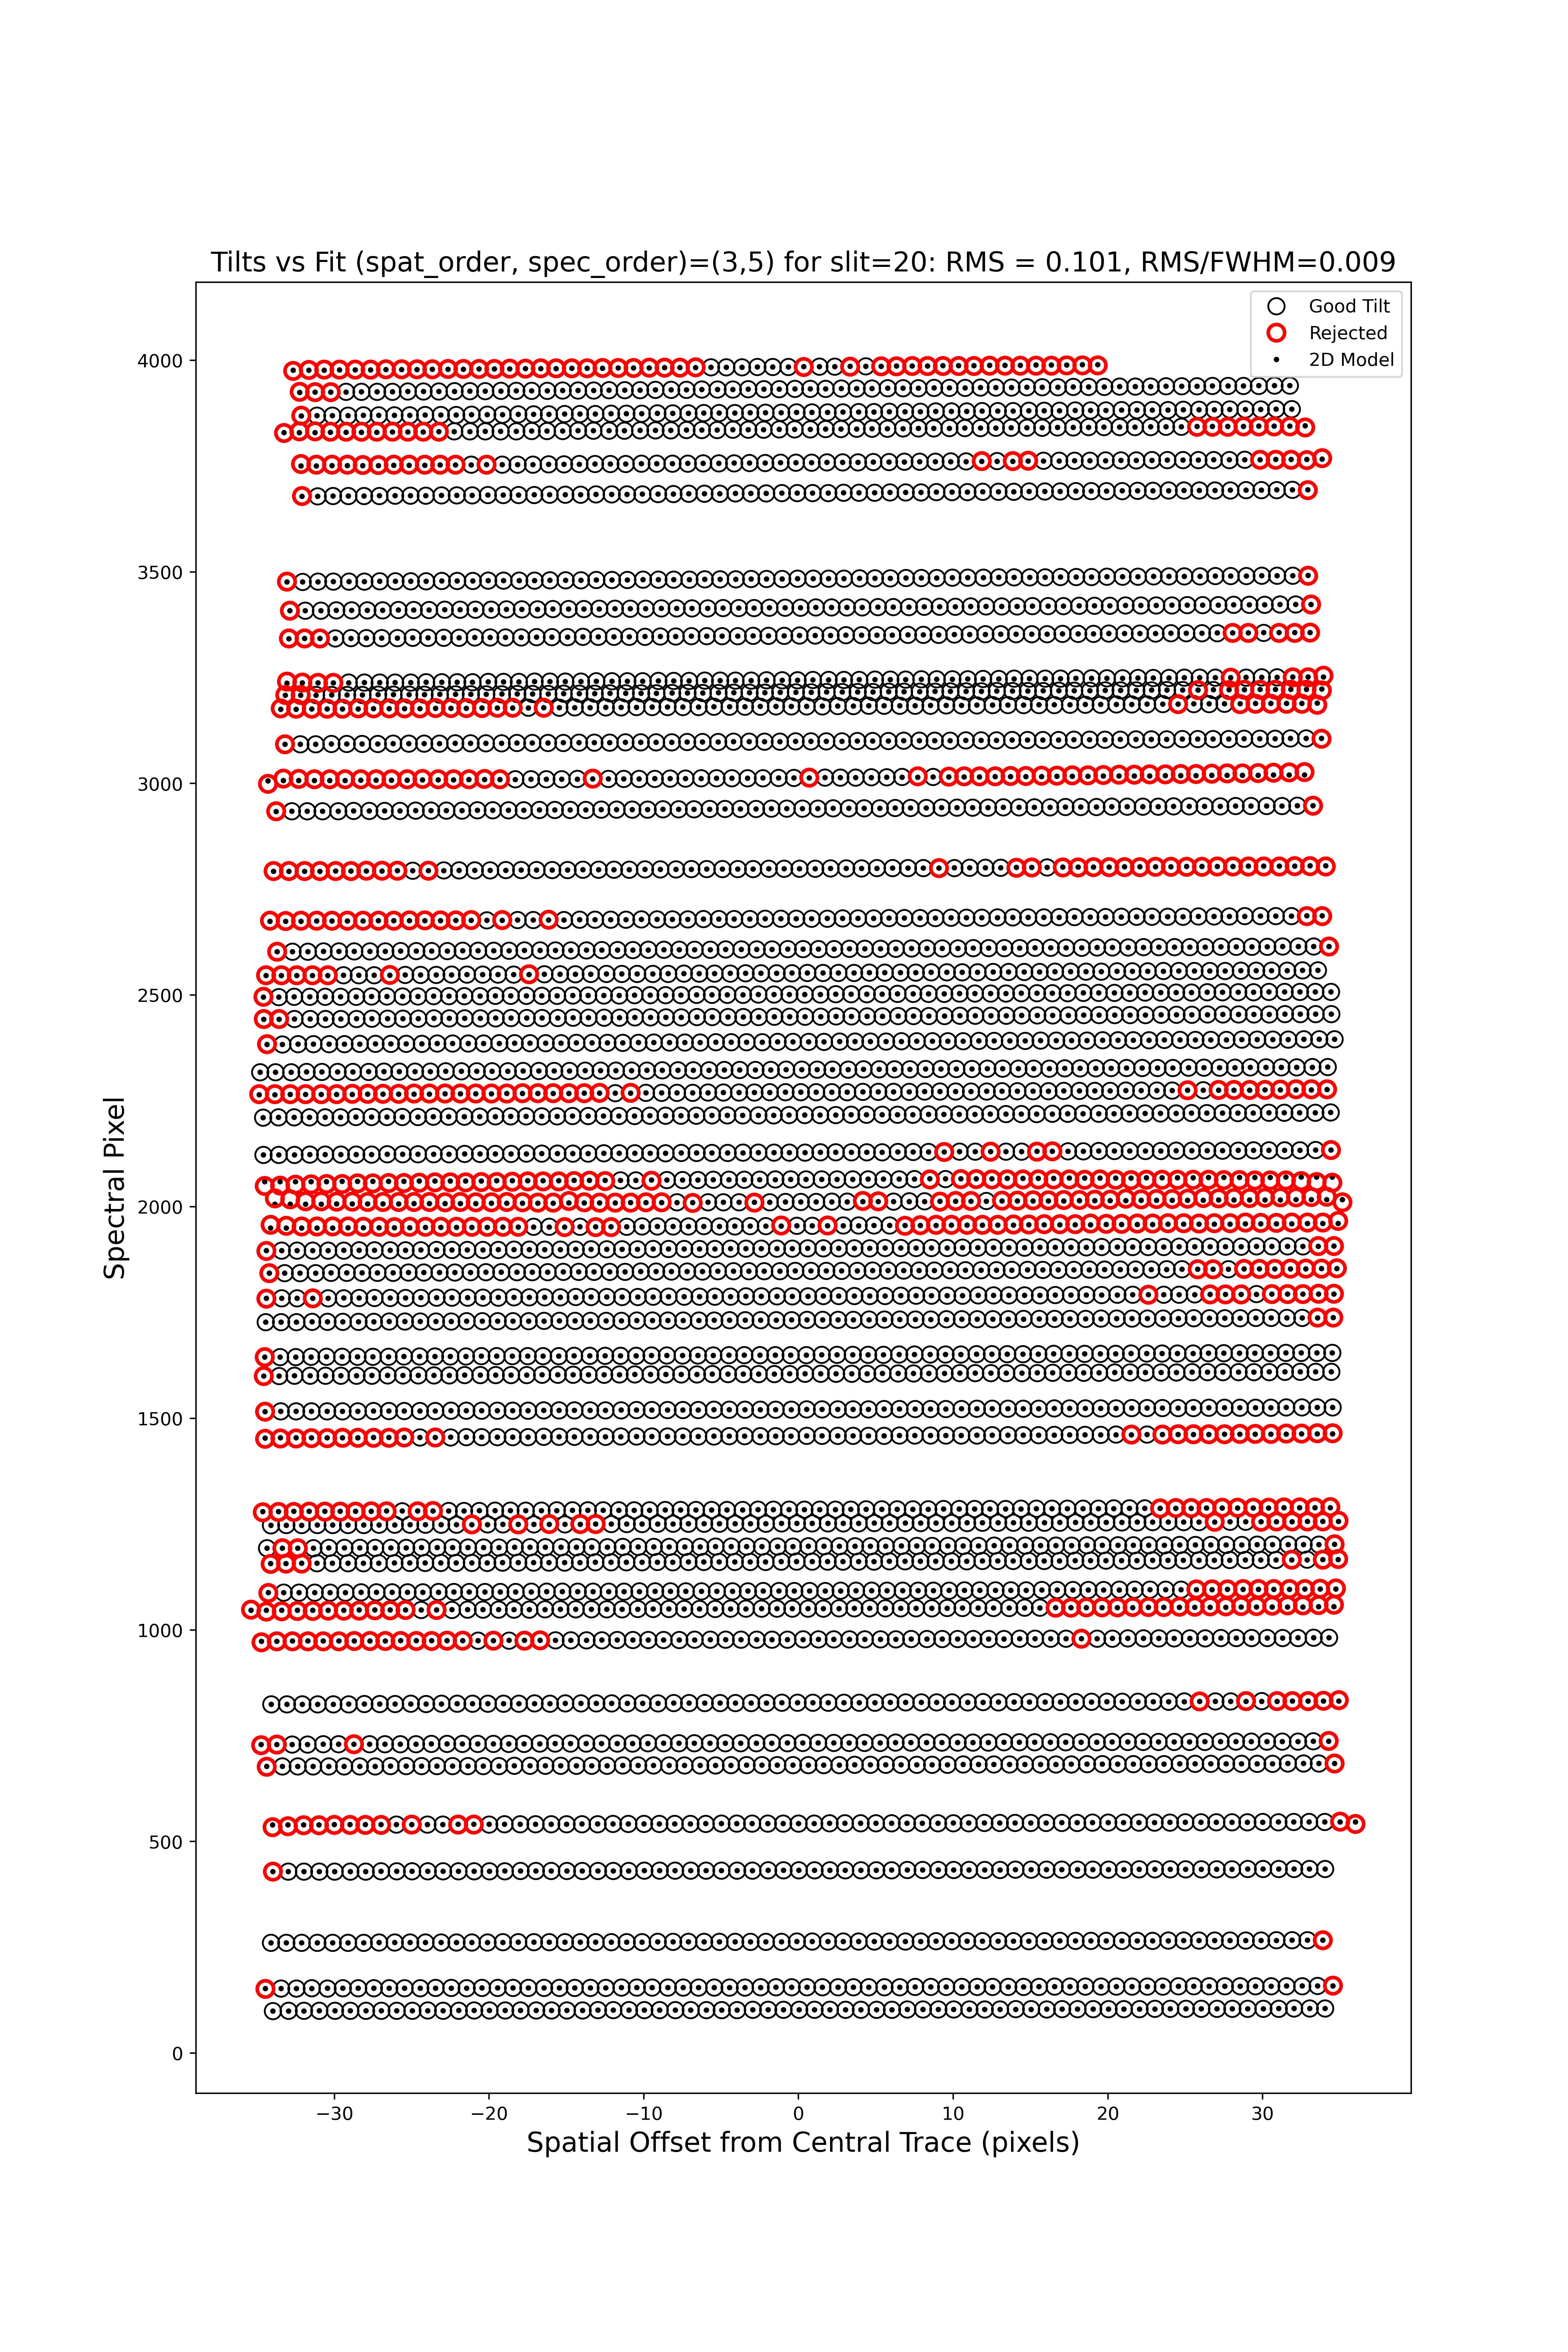 Tilts vs Fit (spat_order, spec_order)=(3,5) for slit=20: RMS = 0.101, RMS/FWHM=0.009
Good Tilt
Rejected
2D Model
4000
3500
3000
2500
2000
1500
1000
500
0
Spectral Pixel
−30 −20 −10 0 10 20 30
Spatial Offset from Central Trace (pixels)